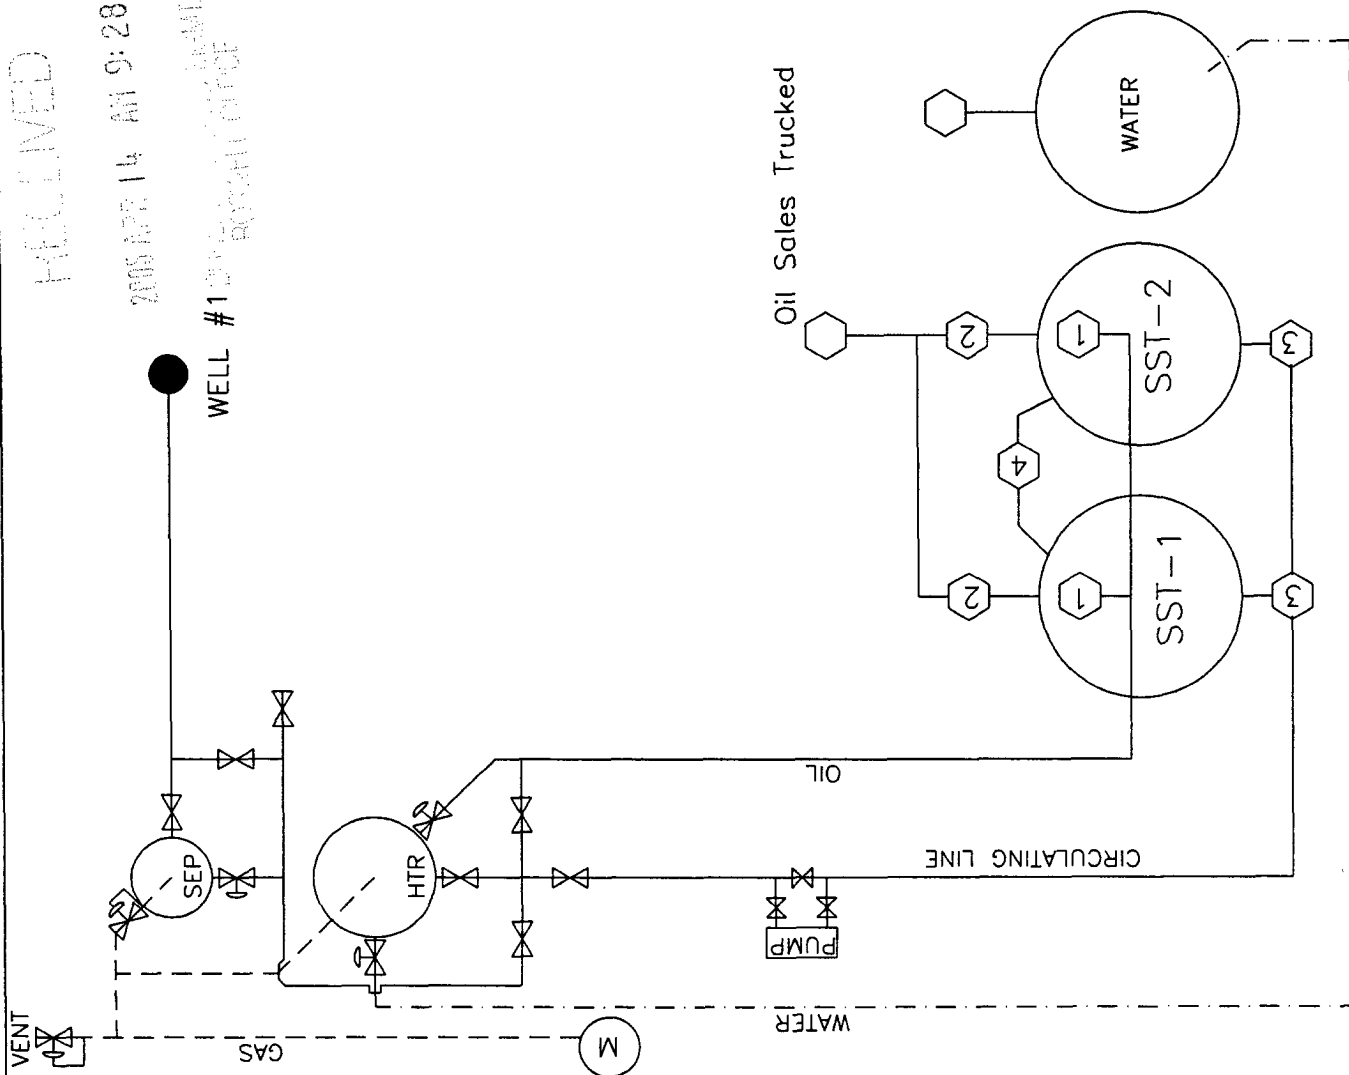 RECEIVED
2005 APR 14 AM 9:28
WELL #1
Oil Sales Trucked
WATER
2
1
SST-2
3
4
2
1
SST-1
3
SEP
HTR
OIL
CIRCULATING LINE
PUMP
WATER
VENT
GAS
M